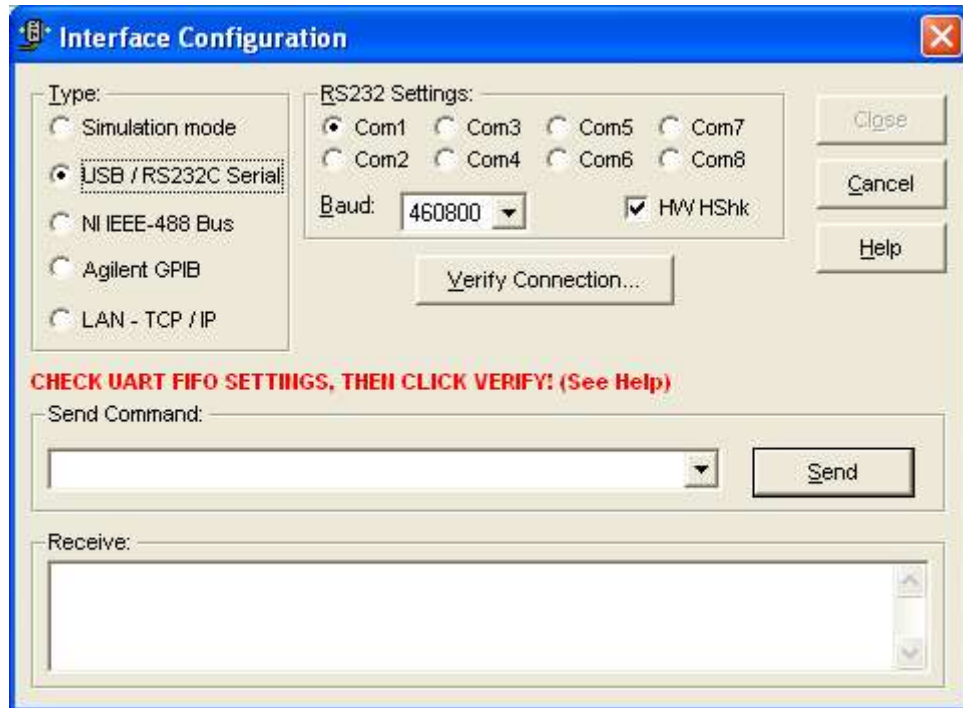 Interface Configuration
Type:
Simulation mode
USB / RS232C Serial
NI IEEE-488 Bus
Agilent GPIB
LAN - TCP / IP
RS232 Settings:
Com1 Com3 Com5 Com7
Com2 Com4 Com6 Com8
Baud: 460800 HW HShk
Verify Connection...
Close
Cancel
Help
CHECK UART FIFO SETTINGS, THEN CLICK VERIFY! (See Help)
Send Command:
Send
Receive: